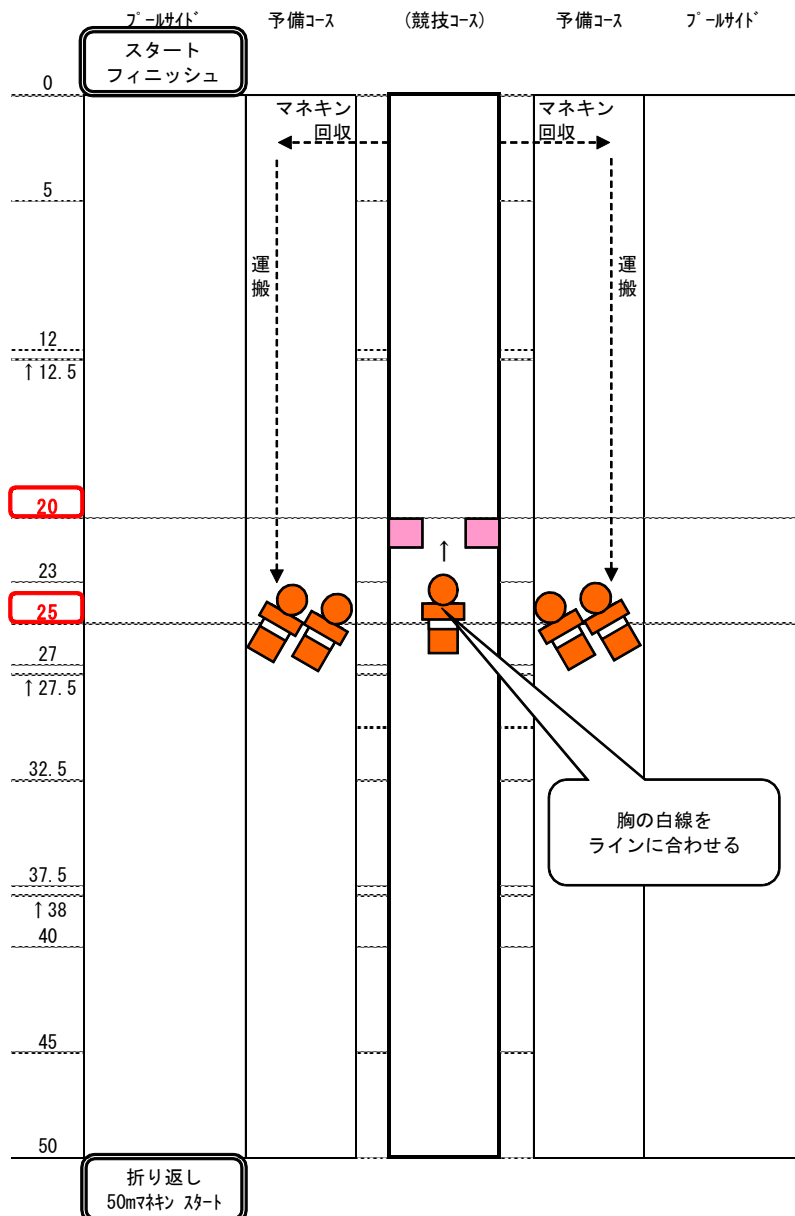 ﾌﾟｰﾙｻｲﾄﾞ 予備ｺｰｽ (競技ｺｰｽ) 予備ｺｰｽ ﾌﾟｰﾙｻｲﾄﾞ
スタート
フィニッシュ
0
マネキン
回収
マネキン
回収
5
運
搬
運
搬
12
↑12.5
20
↑
23
25
27
↑27.5
32.5
胸の白線を
ラインに合わせる
37.5
↑38
40
45
50
折り返し
50mﾏﾈｷﾝ ｽﾀｰﾄ